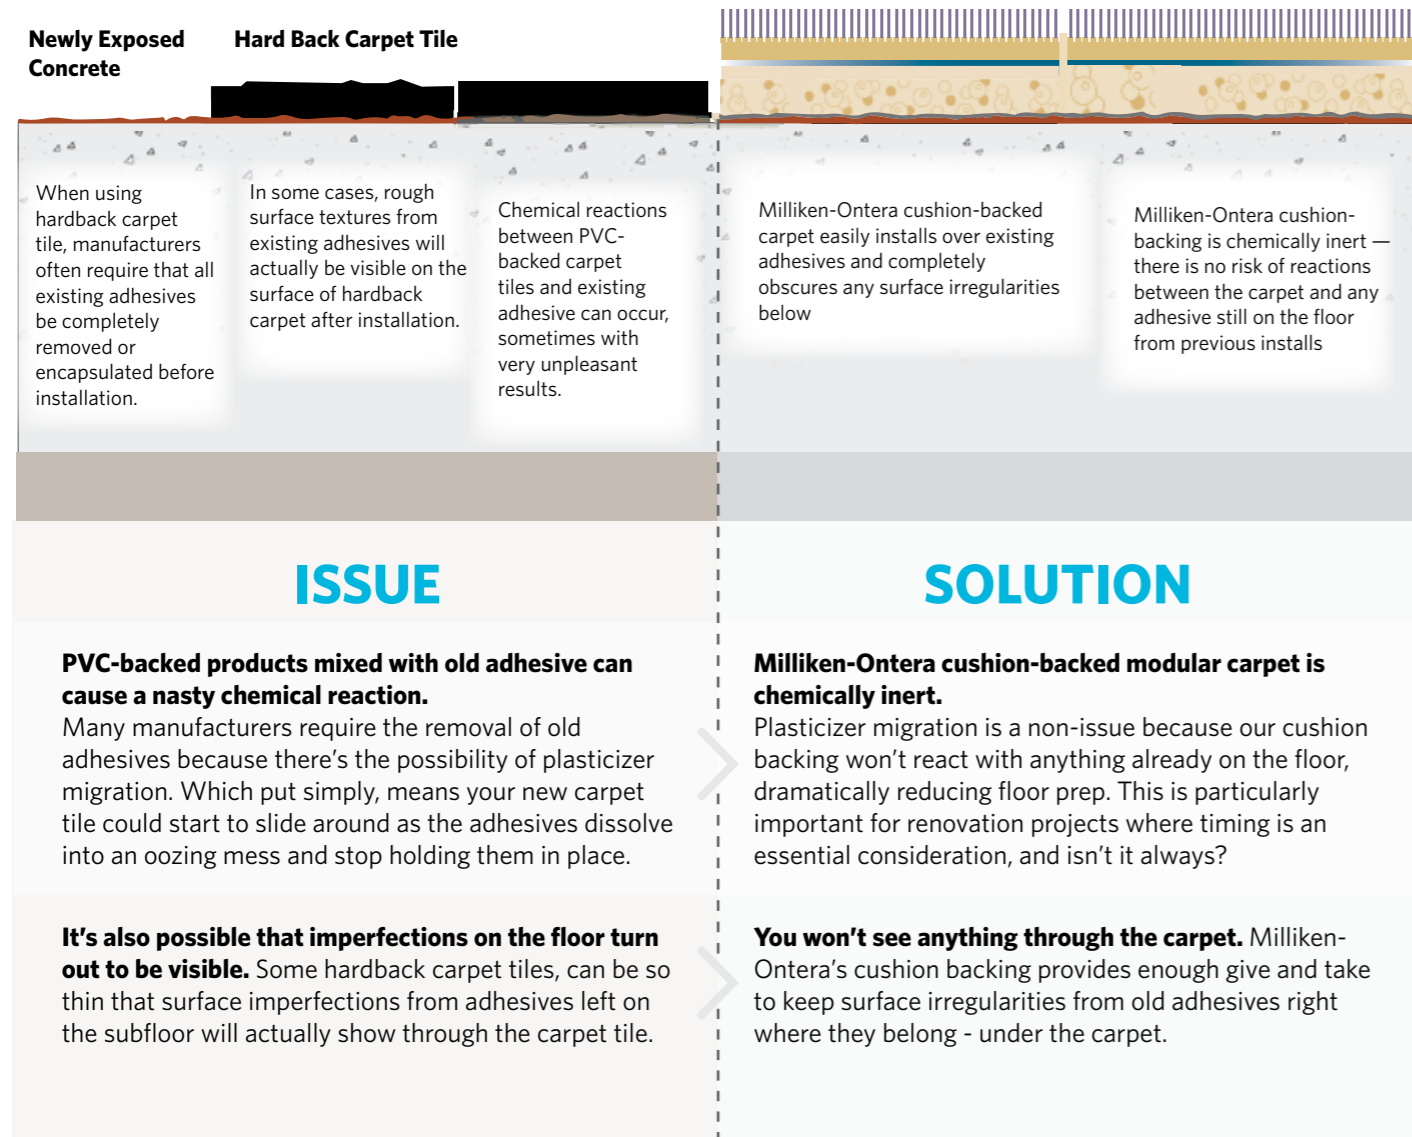 Newly Exposed
Concrete
Hard Back Carpet Tile
When using
hardback carpet
tile, manufacturers
often require that all
existing adhesives
be completely
removed or
encapsulated before
installation.
In some cases, rough
surface textures from
existing adhesives will
actually be visible on the
surface of hardback
carpet after installation.
Chemical reactions
between PVC-
backed carpet
tiles and existing
adhesive can occur,
sometimes with
very unpleasant
results.
Milliken-Ontera cushion-backed
carpet easily installs over existing
adhesives and completely
obscures any surface irregularities
below
Milliken-Ontera cushion-
backing is chemically inert —
there is no risk of reactions
between the carpet and any
adhesive still on the floor
from previous installs
ISSUE
PVC-backed products mixed with old adhesive can
cause a nasty chemical reaction.
Many manufacturers require the removal of old
adhesives because there’s the possibility of plasticizer
migration. Which put simply, means your new carpet
tile could start to slide around as the adhesives dissolve
into an oozing mess and stop holding them in place.
It’s also possible that imperfections on the floor turn
out to be visible. Some hardback carpet tiles, can be so
thin that surface imperfections from adhesives left on
the subfloor will actually show through the carpet tile.
SOLUTION
Milliken-Ontera cushion-backed modular carpet is
chemically inert.
Plasticizer migration is a non-issue because our cushion
backing won’t react with anything already on the floor,
dramatically reducing floor prep. This is particularly
important for renovation projects where timing is an
essential consideration, and isn’t it always?
You won’t see anything through the carpet. Milliken-
Ontera’s cushion backing provides enough give and take
to keep surface irregularities from old adhesives right
where they belong - under the carpet.